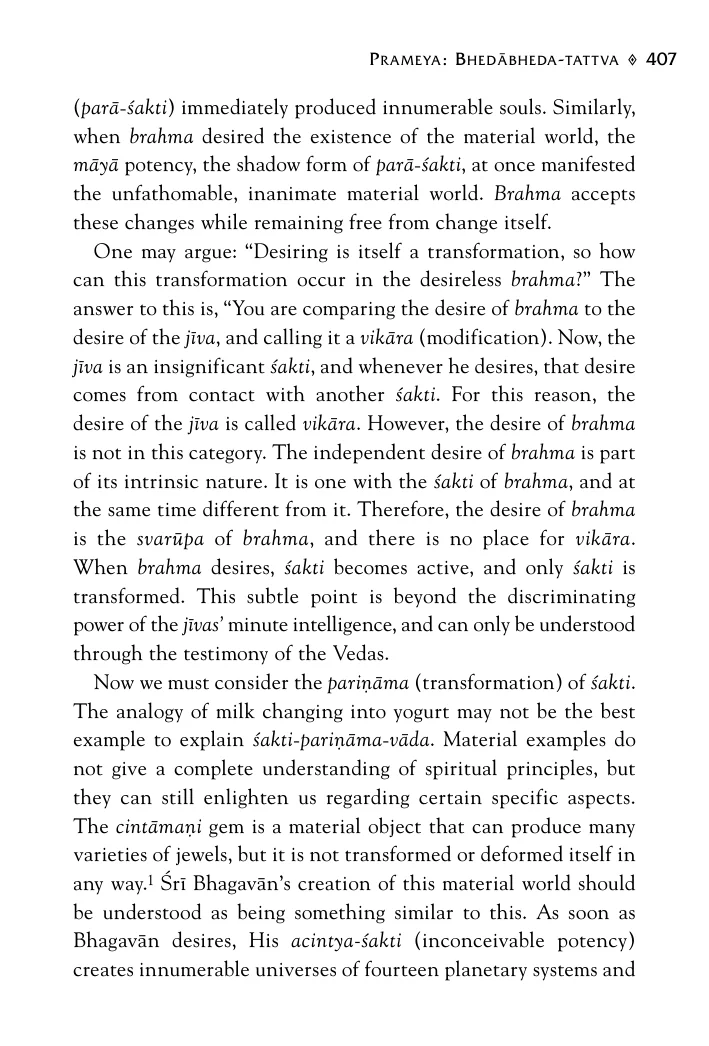 PRAMEYA: BHEDĀBHEDA-TATTVA ◊ 407
(parā-śakti) immediately produced innumerable souls. Similarly,
when brahma desired the existence of the material world, the
māyā potency, the shadow form of parā-śakti, at once manifested
the unfathomable, inanimate material world. Brahma accepts
these changes while remaining free from change itself.
One may argue: “Desiring is itself a transformation, so how
can this transformation occur in the desireless brahma?” The
answer to this is, “You are comparing the desire of brahma to the
desire of the jīva, and calling it a vikāra (modification). Now, the
jīva is an insignificant śakti, and whenever he desires, that desire
comes from contact with another śakti. For this reason, the
desire of the jīva is called vikāra. However, the desire of brahma
is not in this category. The independent desire of brahma is part
of its intrinsic nature. It is one with the śakti of brahma, and at
the same time different from it. Therefore, the desire of brahma
is the svarūpa of brahma, and there is no place for vikāra.
When brahma desires, śakti becomes active, and only śakti is
transformed. This subtle point is beyond the discriminating
power of the jīvas’ minute intelligence, and can only be understood
through the testimony of the Vedas.
Now we must consider the pariṇāma (transformation) of śakti.
The analogy of milk changing into yogurt may not be the best
example to explain śakti-pariṇāma-vāda. Material examples do
not give a complete understanding of spiritual principles, but
they can still enlighten us regarding certain specific aspects.
The cintāmaṇi gem is a material object that can produce many
varieties of jewels, but it is not transformed or deformed itself in
any way.¹ Śrī Bhagavān’s creation of this material world should
be understood as being something similar to this. As soon as
Bhagavān desires, His acintya-śakti (inconceivable potency)
creates innumerable universes of fourteen planetary systems and